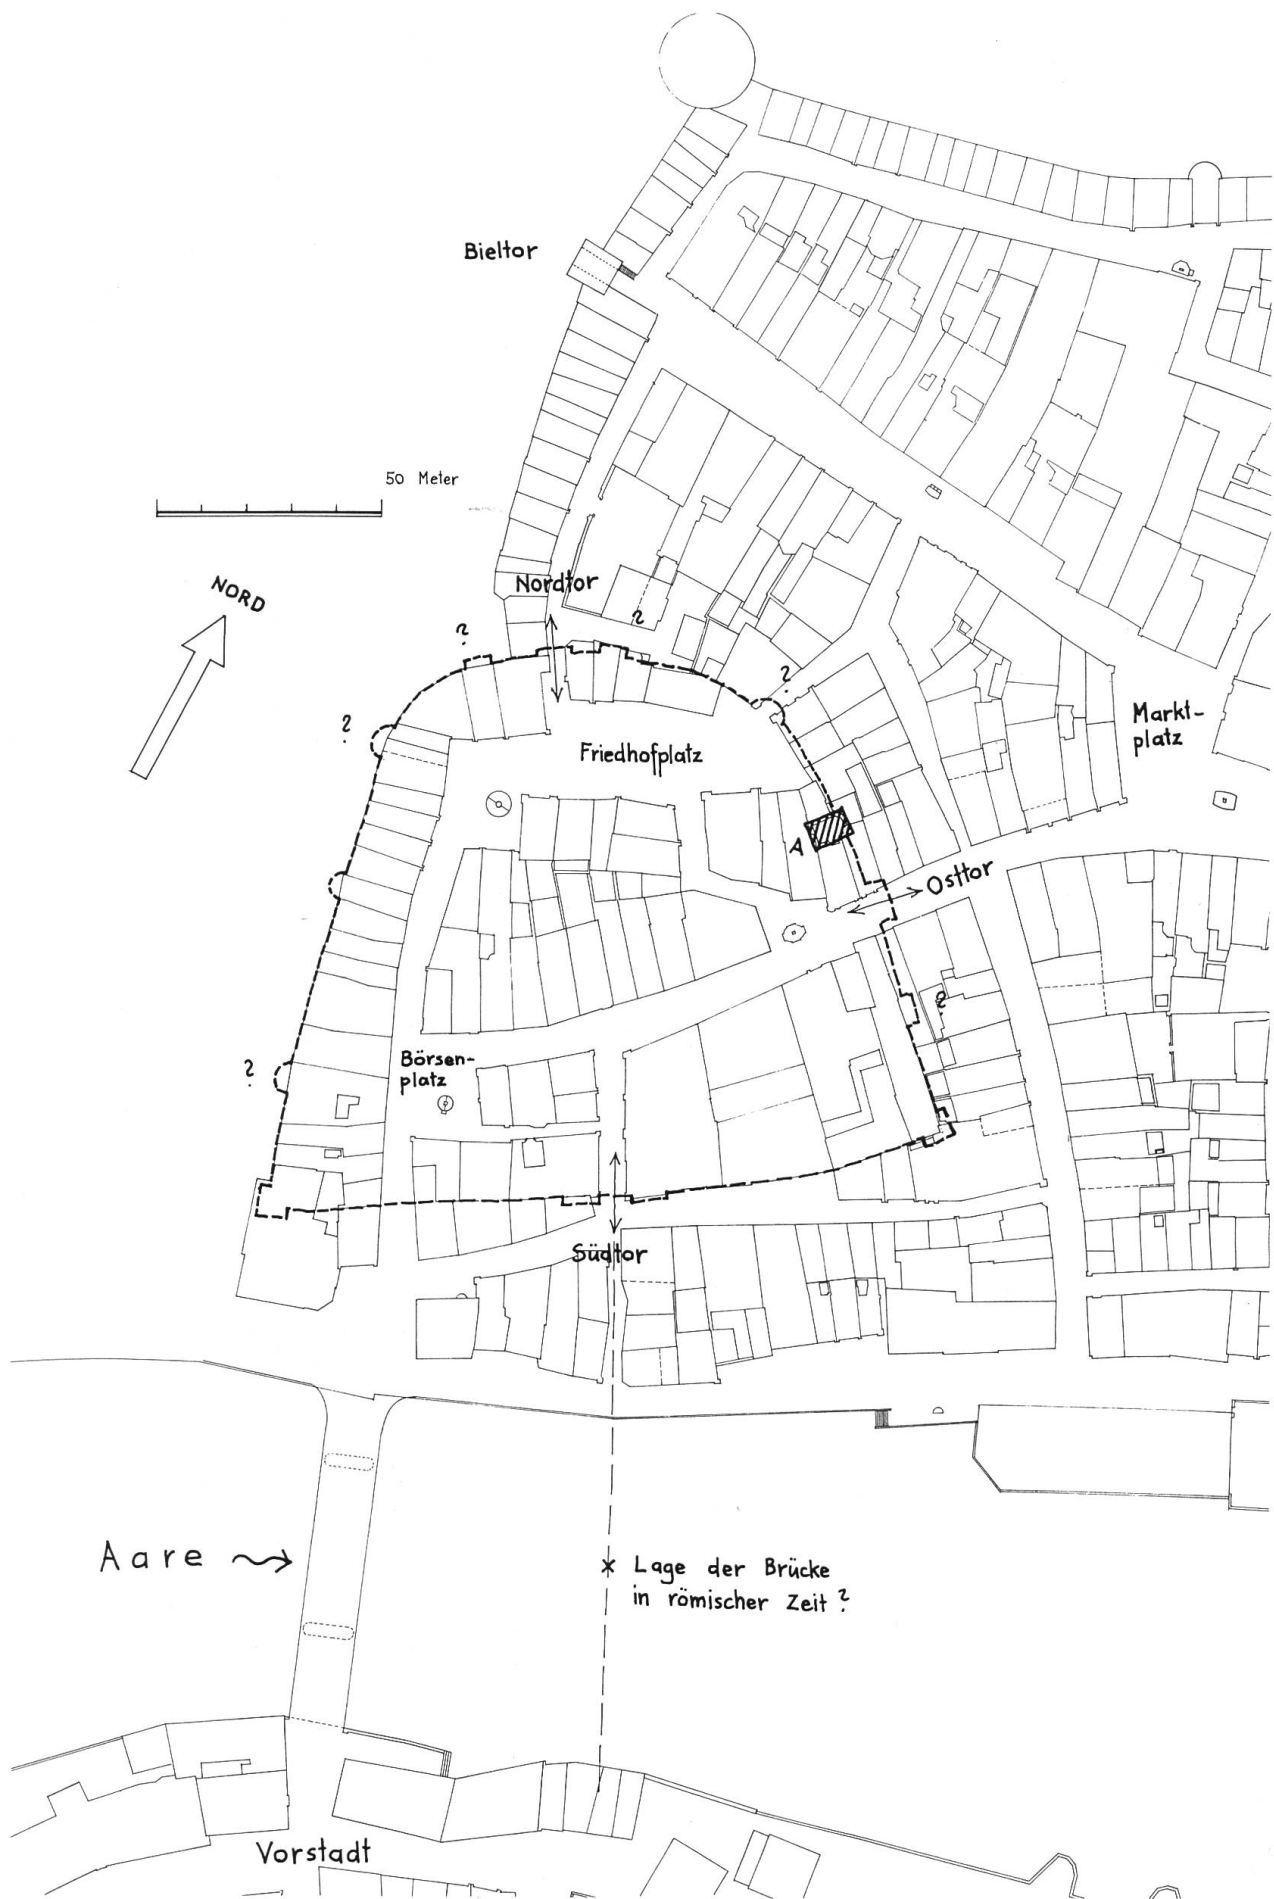 Bieltor
50 Meter
NORD
Nordtor
?
?
?
?
Markt-
platz
Friedhofplatz
A
Osttor
?
Börsen-
platz
?
Südtor
Aare
Lage der Brücke
in römischer Zeit ?
Vorstadt